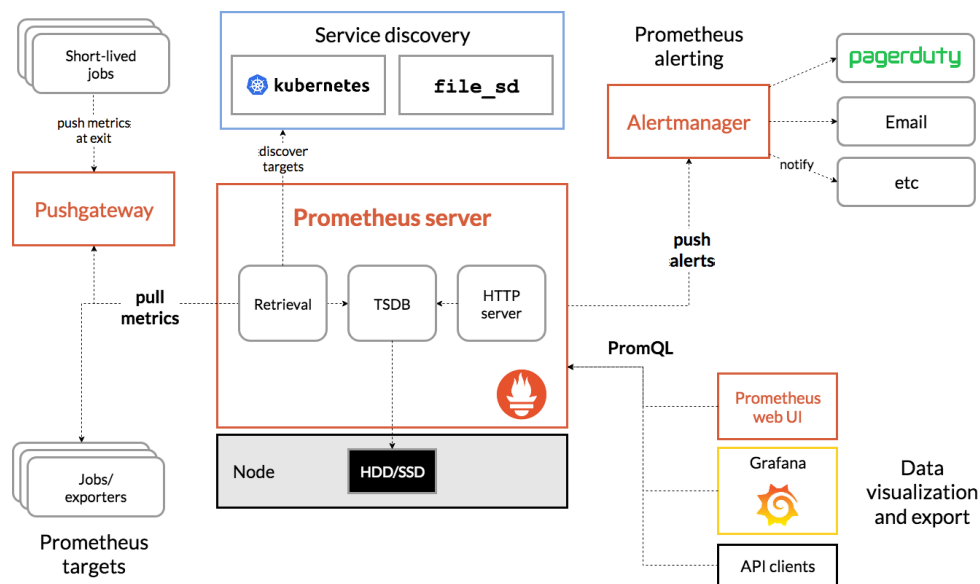 Short-lived
jobs
push metrics
at exit
Pushgateway
Service discovery
kubernetes
file_sd
discover
targets
Prometheus
alerting
Alertmanager
pagerduty
Email
notify
etc
Prometheus server
push
alerts
pull
metrics
Retrieval
TSDB
HTTP
server
PromQL
Node
HDD/SSD
Jobs/
exporters
Prometheus
targets
Prometheus
web UI
Grafana
API clients
Data
visualization
and export